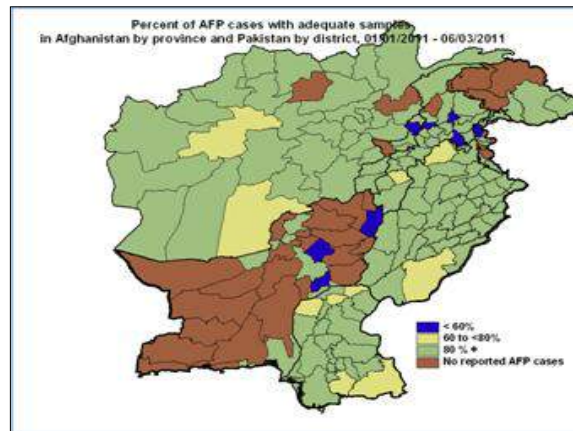 Percent of AFP cases with adequate samples
in Afghanistan by province and Pakistan by district, 01/01/2011 - 06/03/2011
< 60%
60 to <80%
80 % +
No reported AFP cases